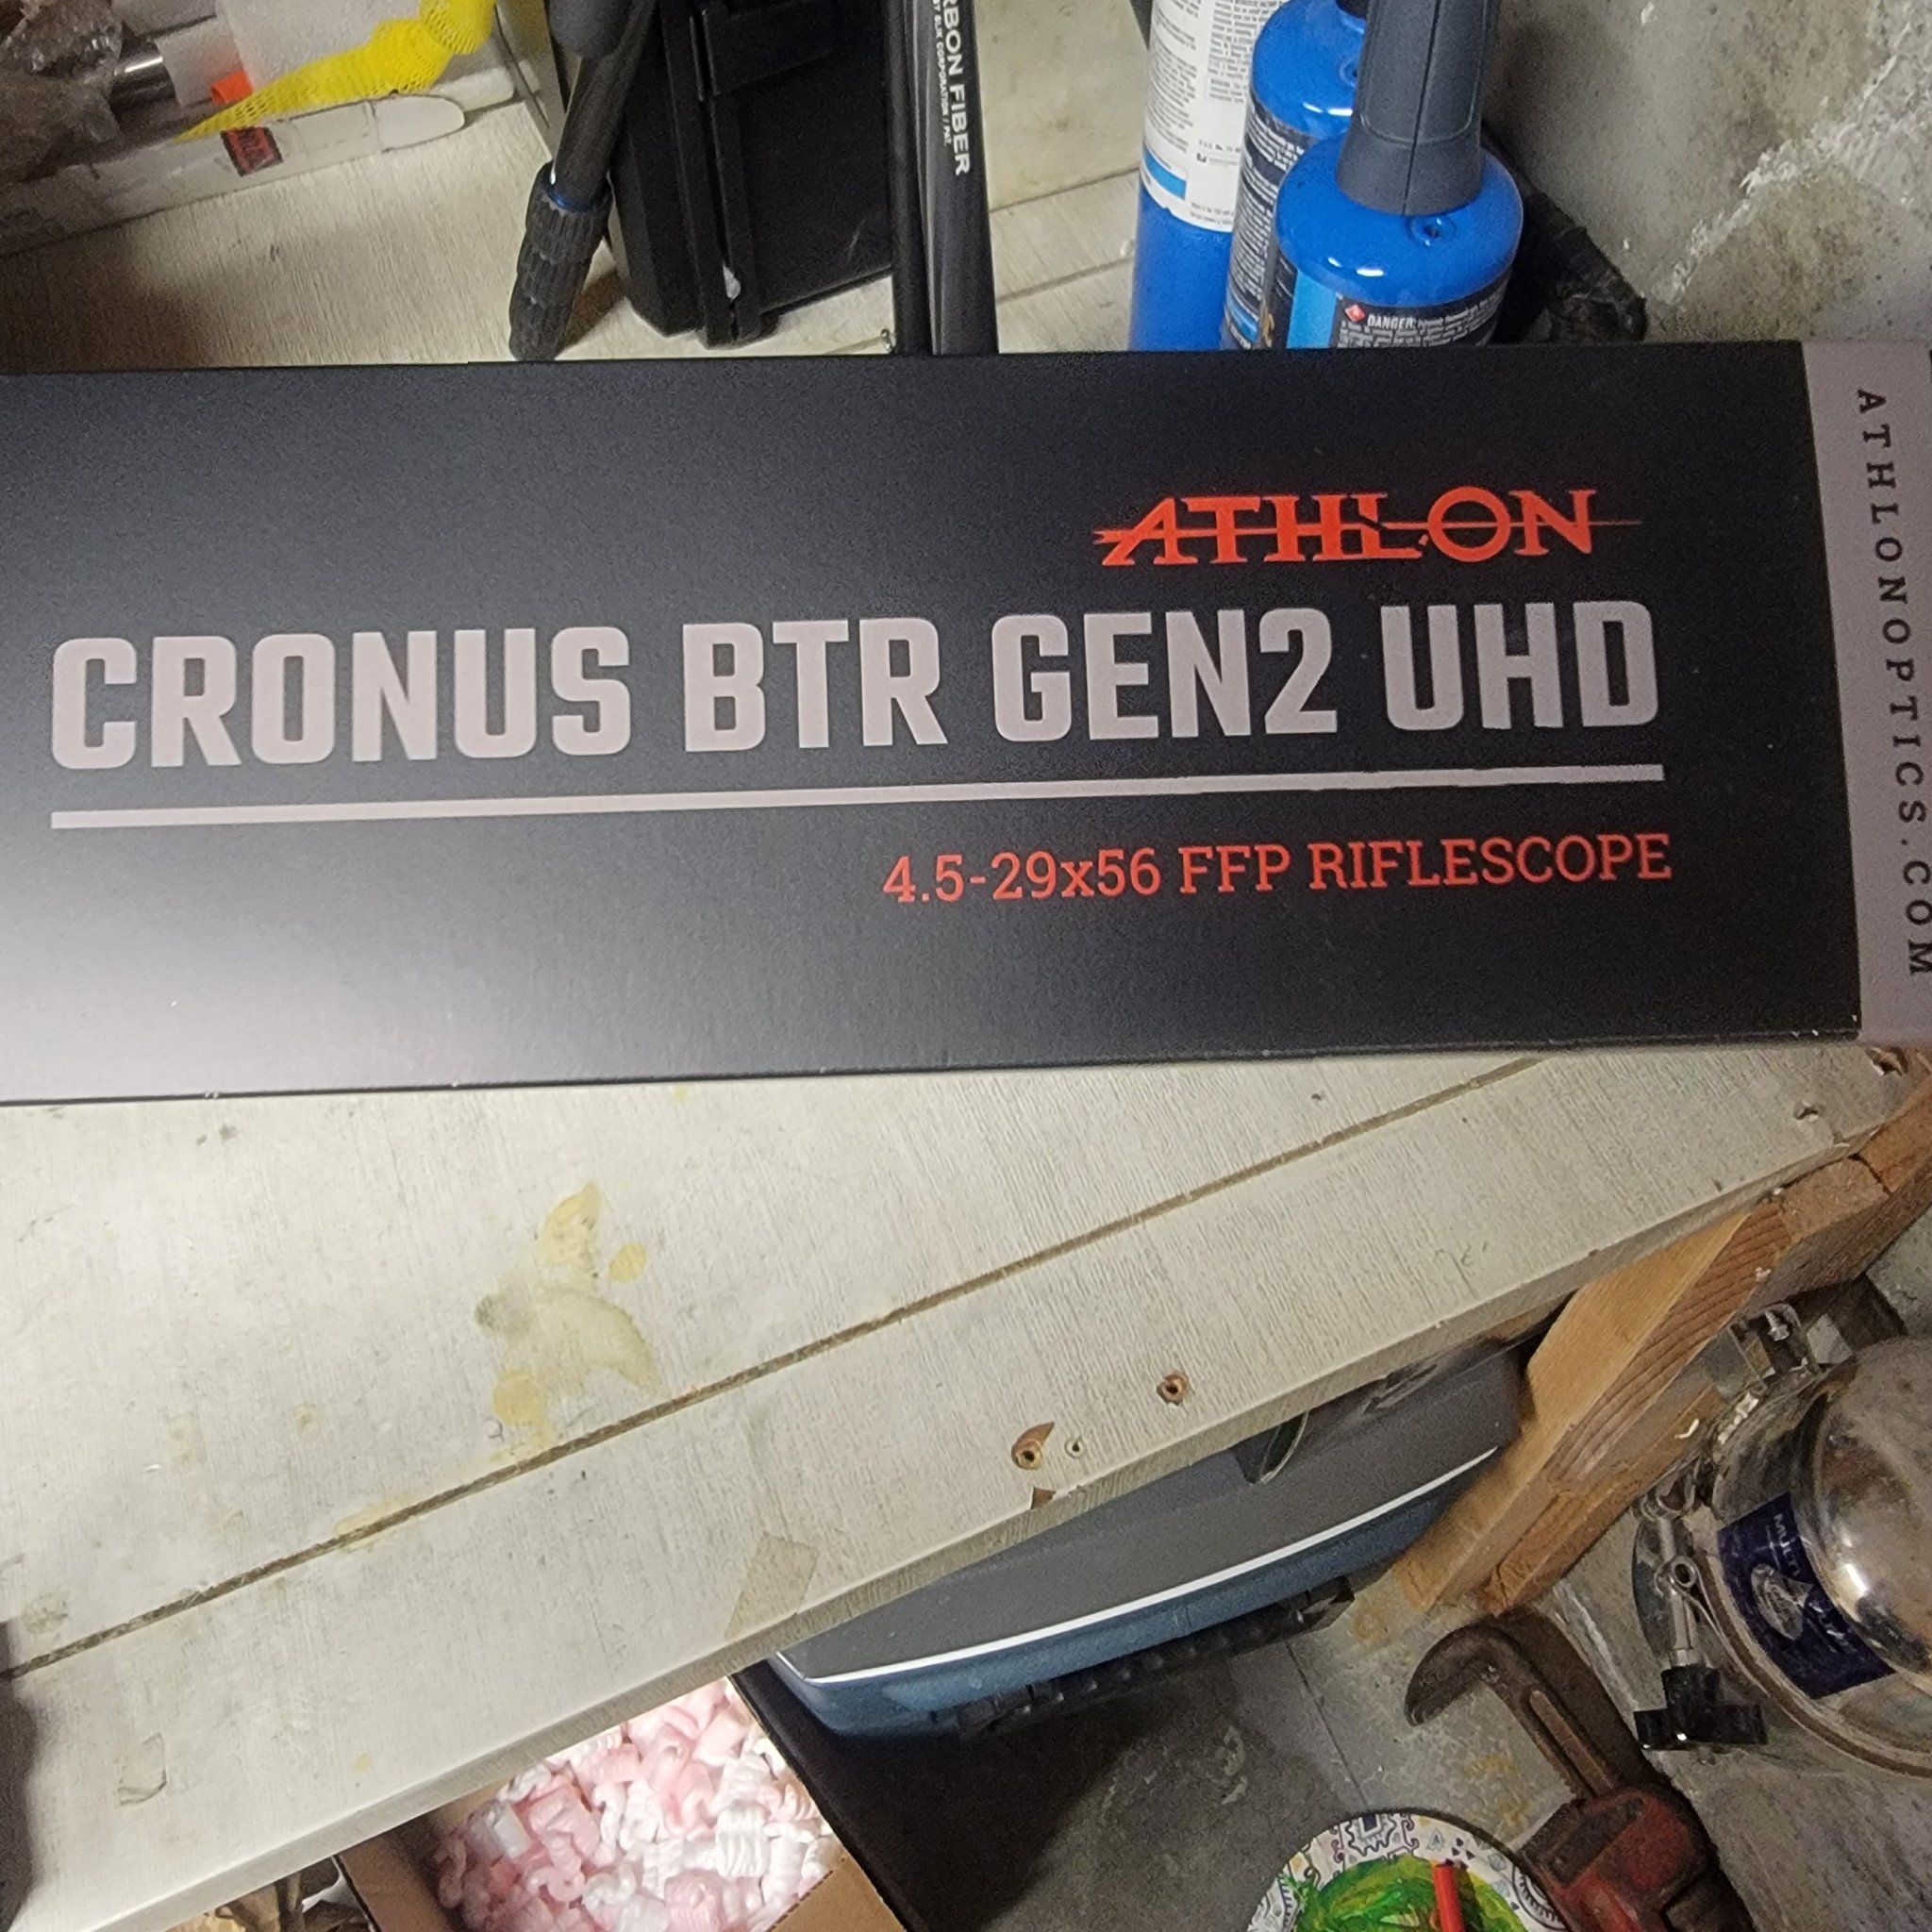 RBON FIBER
DANGER
ATHLON
CRONUS BTR GEN2 UHD
4.5-29x56 FFP RIFLESCOPE
ATHLONOPTICS.COM